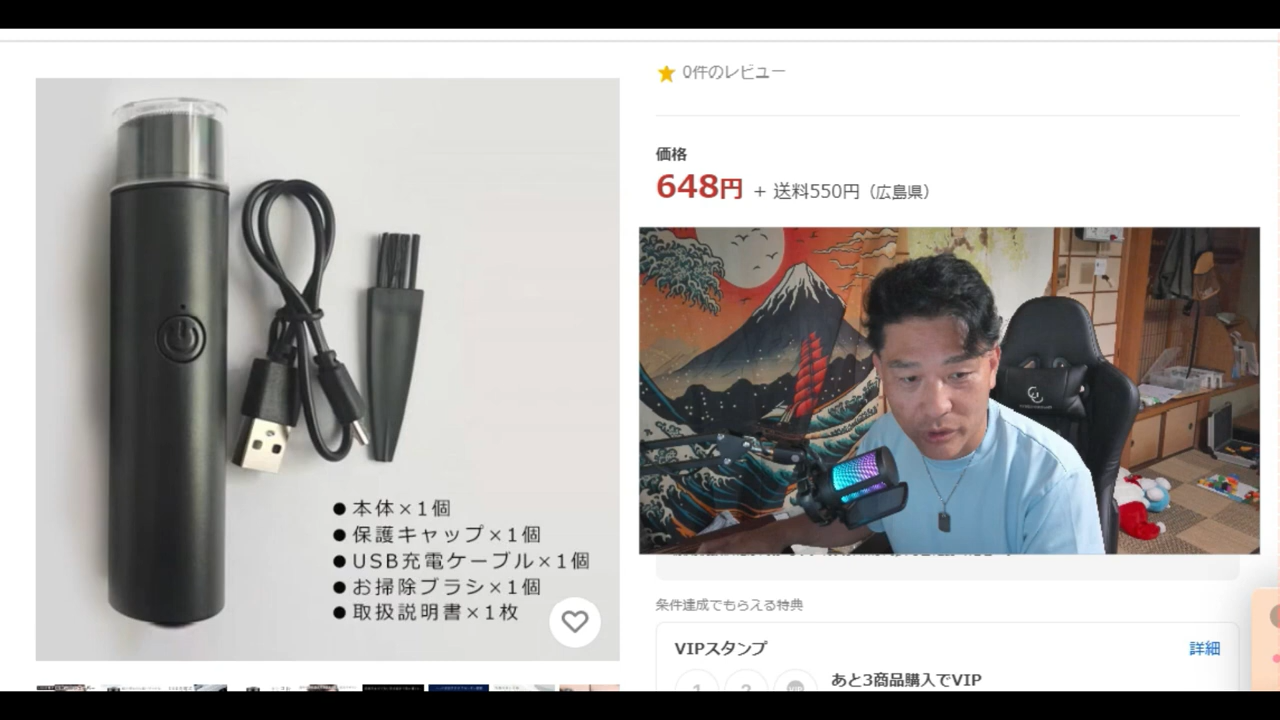 0件のレビュー
価格
648円 + 送料550円（広島県）
●本体×1個
●保護キャップ×1個
●USB充電ケーブル×1個
●お掃除ブラシ×1個
●取扱説明書×1枚
条件達成でもらえる特典
VIPスタンプ
詳細
1 2
あと3商品購入でVIP